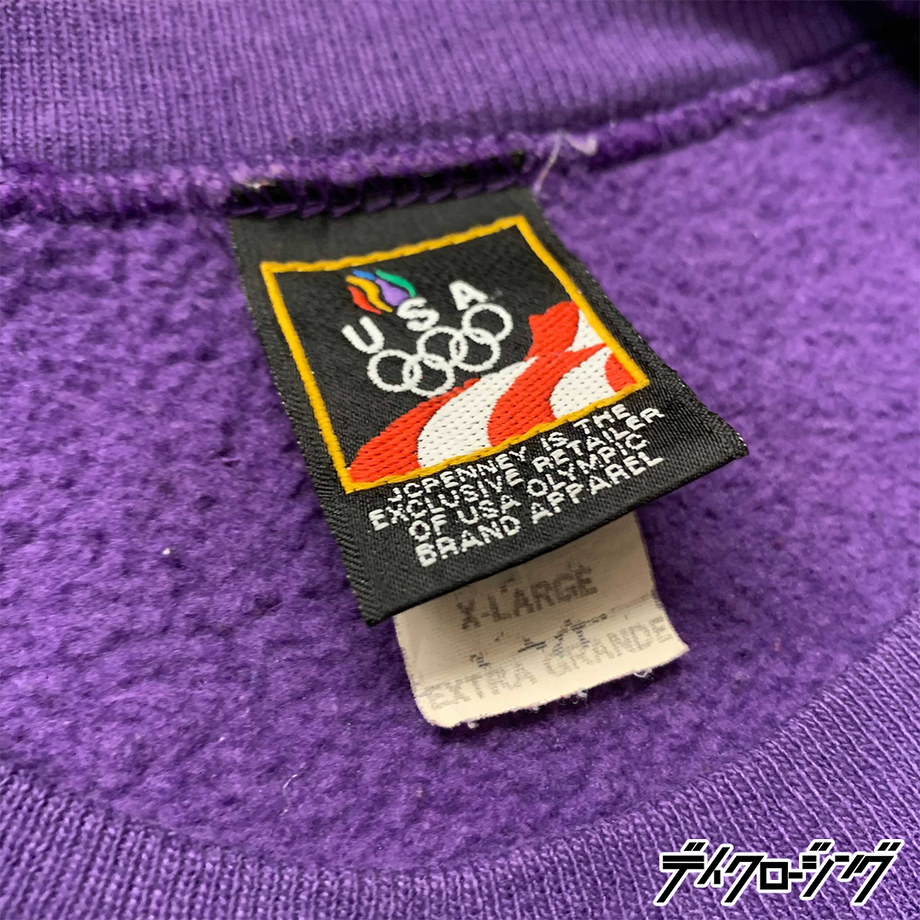 USA
JCPENNEY IS THE
EXCLUSIVE RETAILER
OF USA OLYMPIC
BRAND APPAREL
X-LARGE
EXTRA GRANDE
デイクロージング